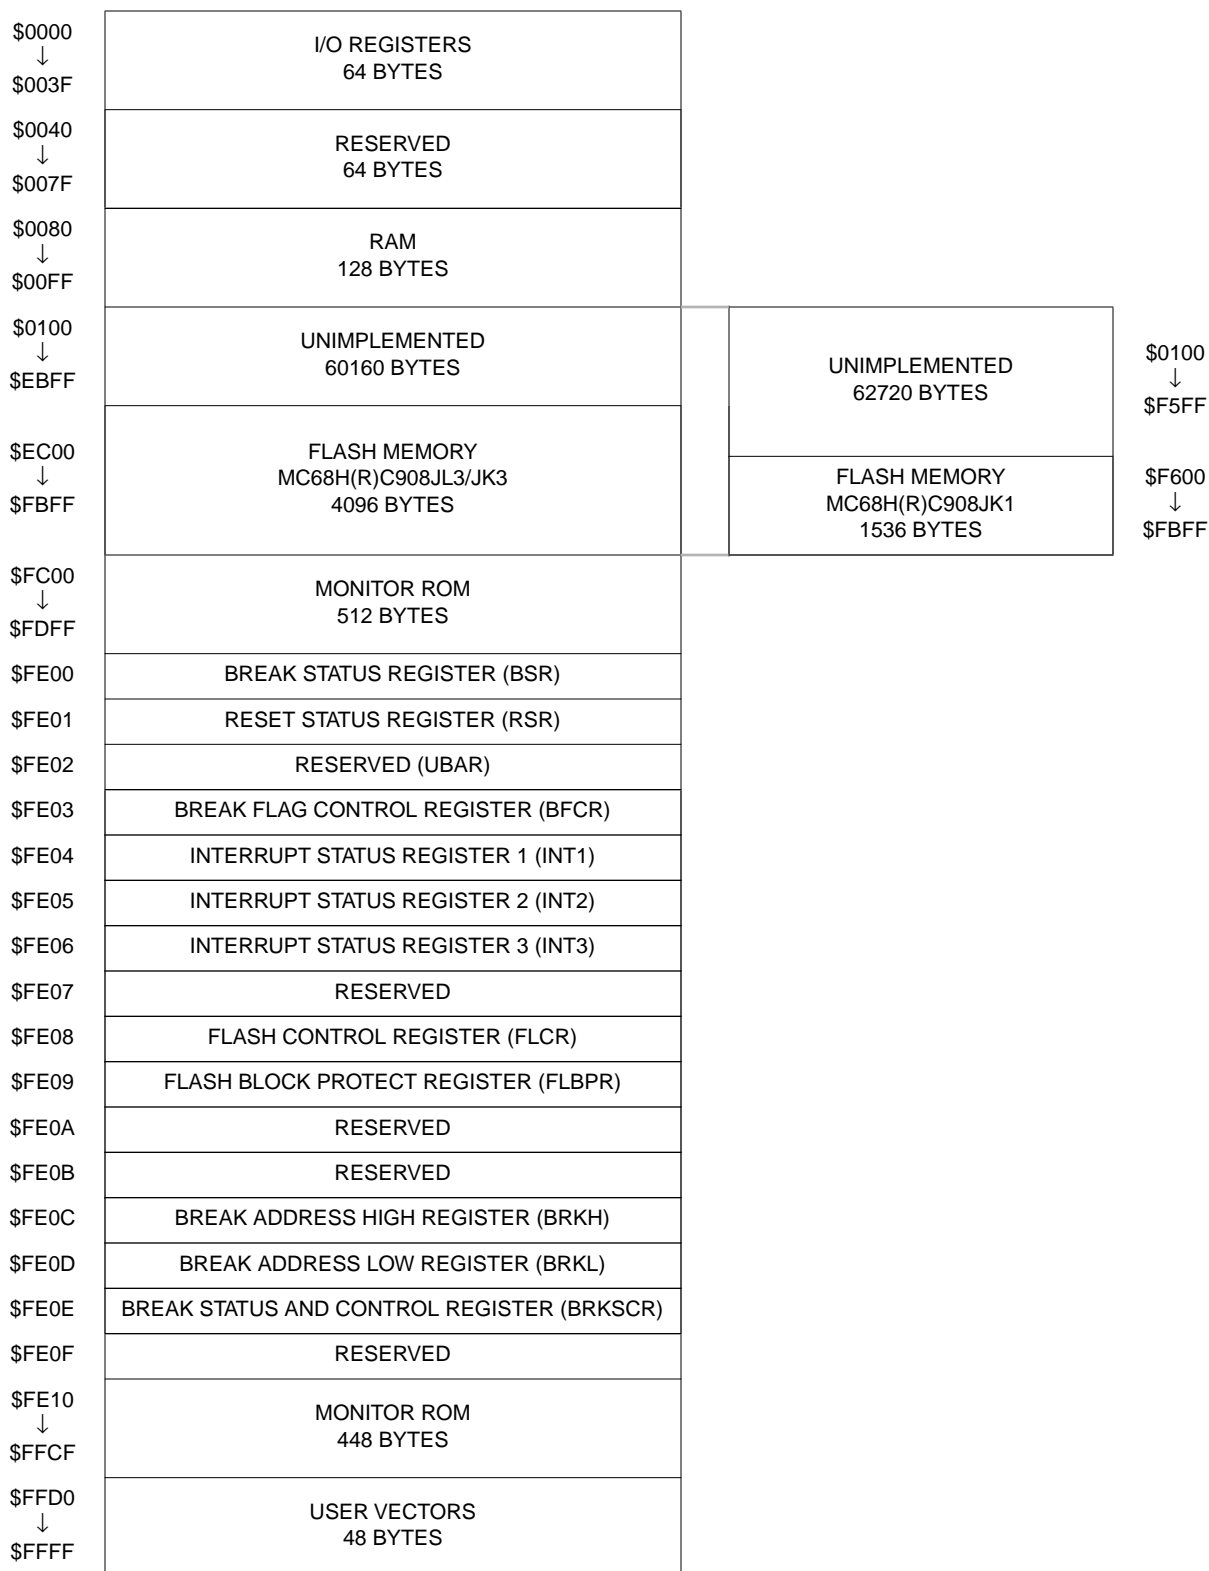 $0000
↓
$003F
I/O REGISTERS
64 BYTES
$0040
↓
$007F
RESERVED
64 BYTES
$0080
↓
$00FF
RAM
128 BYTES
$0100
↓
$EBFF
UNIMPLEMENTED
60160 BYTES
UNIMPLEMENTED
62720 BYTES
$0100
↓
$F5FF
$EC00
↓
$FBFF
FLASH MEMORY
MC68H(R)C908JL3/JK3
4096 BYTES
FLASH MEMORY
MC68H(R)C908JK1
1536 BYTES
$F600
↓
$FBFF
$FC00
↓
$FDFF
MONITOR ROM
512 BYTES
$FE00 BREAK STATUS REGISTER (BSR)
$FE01 RESET STATUS REGISTER (RSR)
$FE02 RESERVED (UBAR)
$FE03 BREAK FLAG CONTROL REGISTER (BFCR)
$FE04 INTERRUPT STATUS REGISTER 1 (INT1)
$FE05 INTERRUPT STATUS REGISTER 2 (INT2)
$FE06 INTERRUPT STATUS REGISTER 3 (INT3)
$FE07 RESERVED
$FE08 FLASH CONTROL REGISTER (FLCR)
$FE09 FLASH BLOCK PROTECT REGISTER (FLBPR)
$FE0A RESERVED
$FE0B RESERVED
$FE0C BREAK ADDRESS HIGH REGISTER (BRKH)
$FE0D BREAK ADDRESS LOW REGISTER (BRKL)
$FE0E BREAK STATUS AND CONTROL REGISTER (BRKSCR)
$FE0F RESERVED
$FE10
↓
$FFCF
MONITOR ROM
448 BYTES
$FFD0
↓
$FFFF
USER VECTORS
48 BYTES